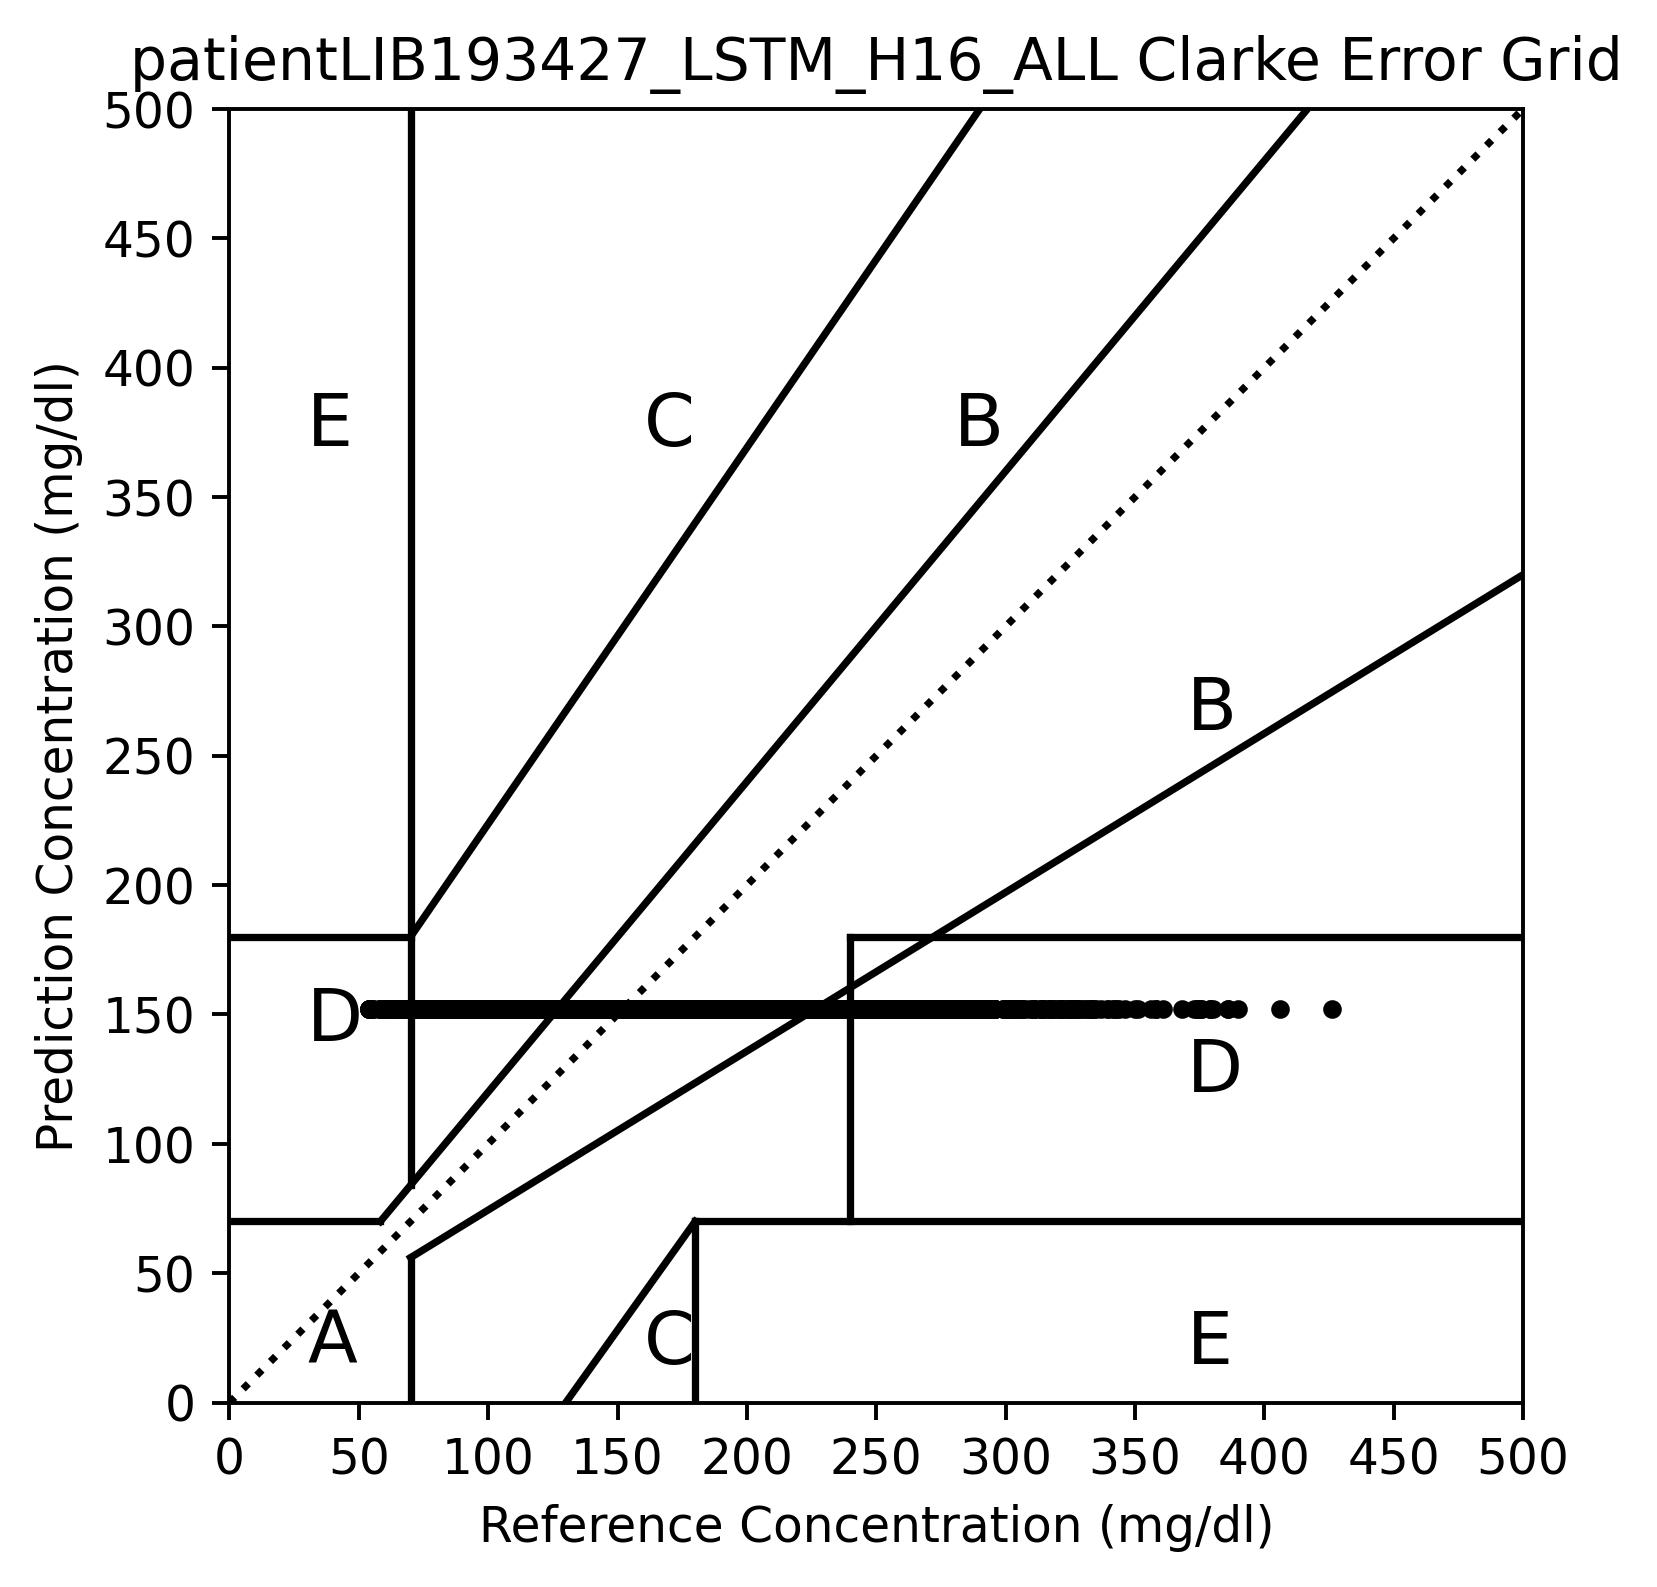 patientLIB193427_LSTM_H16_ALL Clarke Error Grid
Prediction Concentration (mg/dl)
500
450
400
350
300
250
200
150
100
50
0
E
C
B
B
D
D
A
C
E
0 50 100 150 200 250 300 350 400 450 500
Reference Concentration (mg/dl)